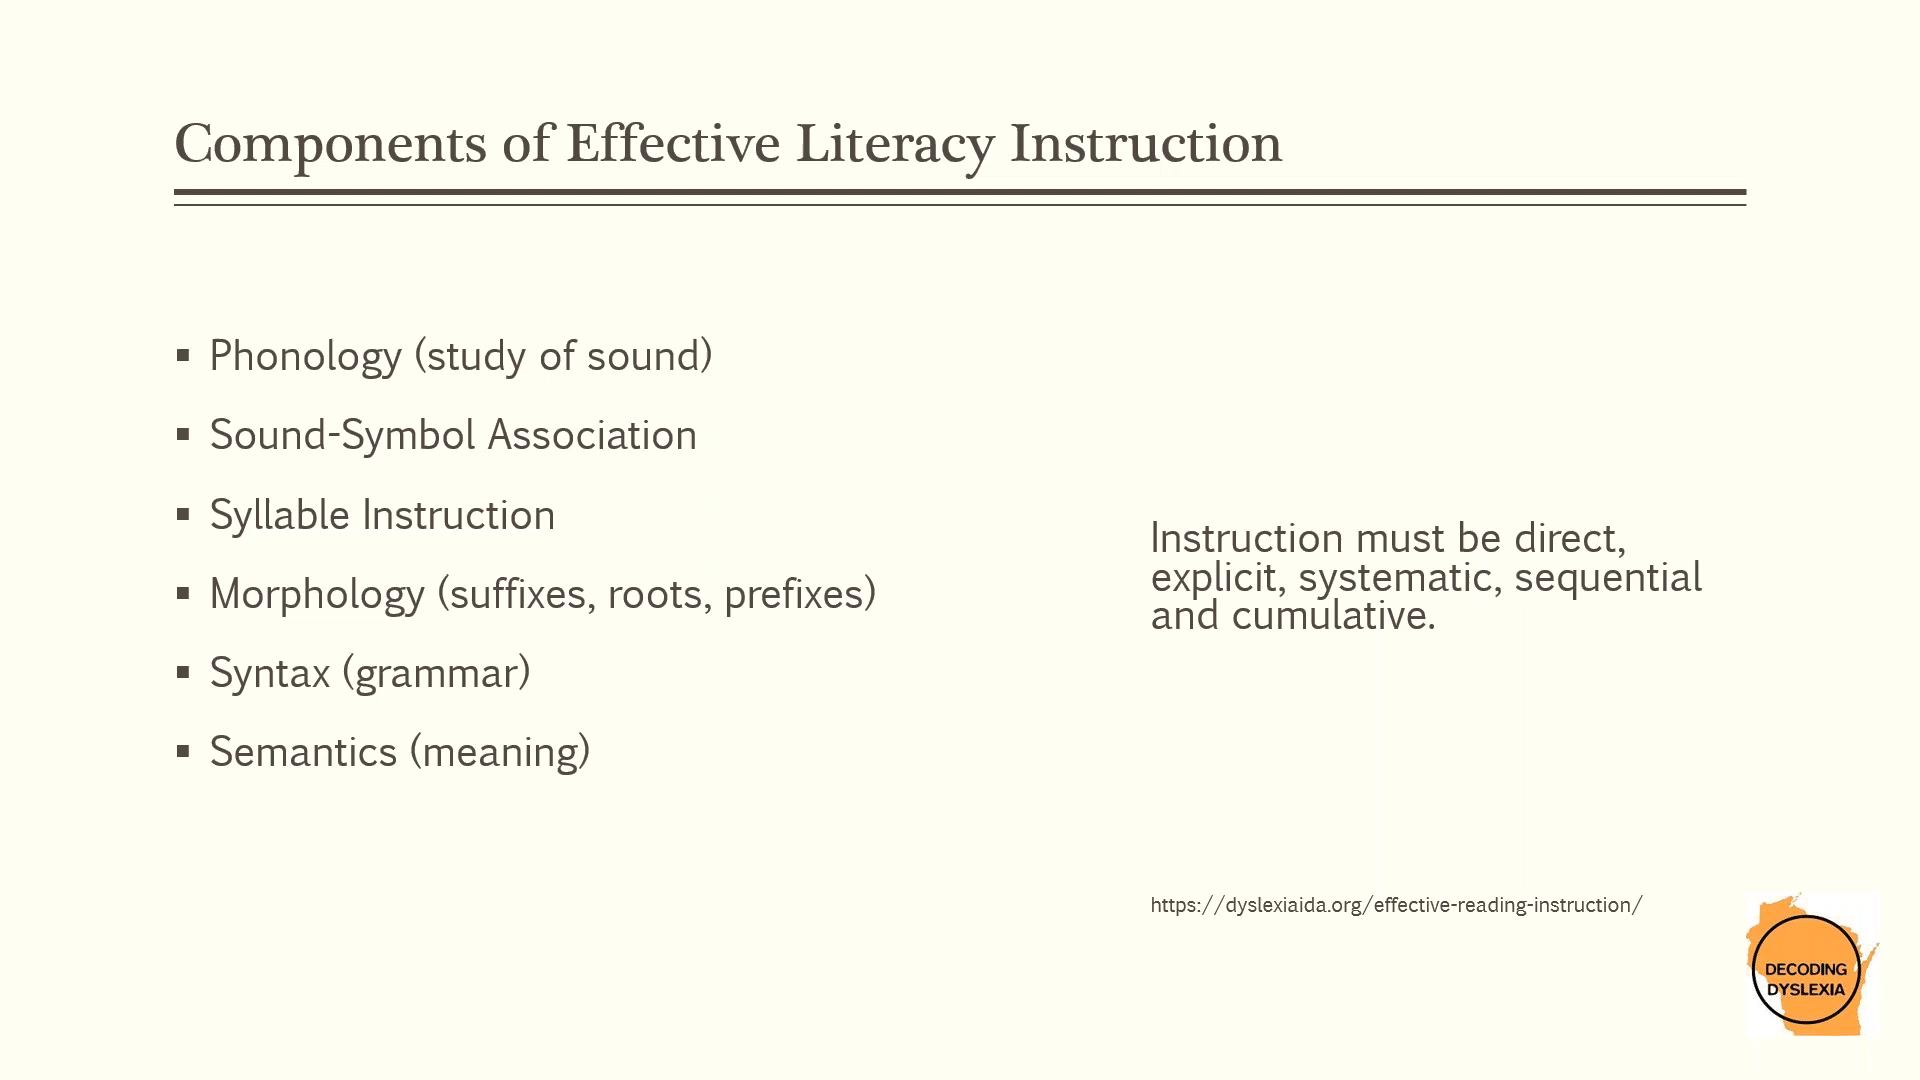 Components of Effective Literacy Instruction
▪ Phonology (study of sound)
▪ Sound-Symbol Association
▪ Syllable Instruction
▪ Morphology (suffixes, roots, prefixes)
▪ Syntax (grammar)
▪ Semantics (meaning)
Instruction must be direct,
explicit, systematic, sequential
and cumulative.
https://dyslexiaida.org/effective-reading-instruction/
DECODING
DYSLEXIA